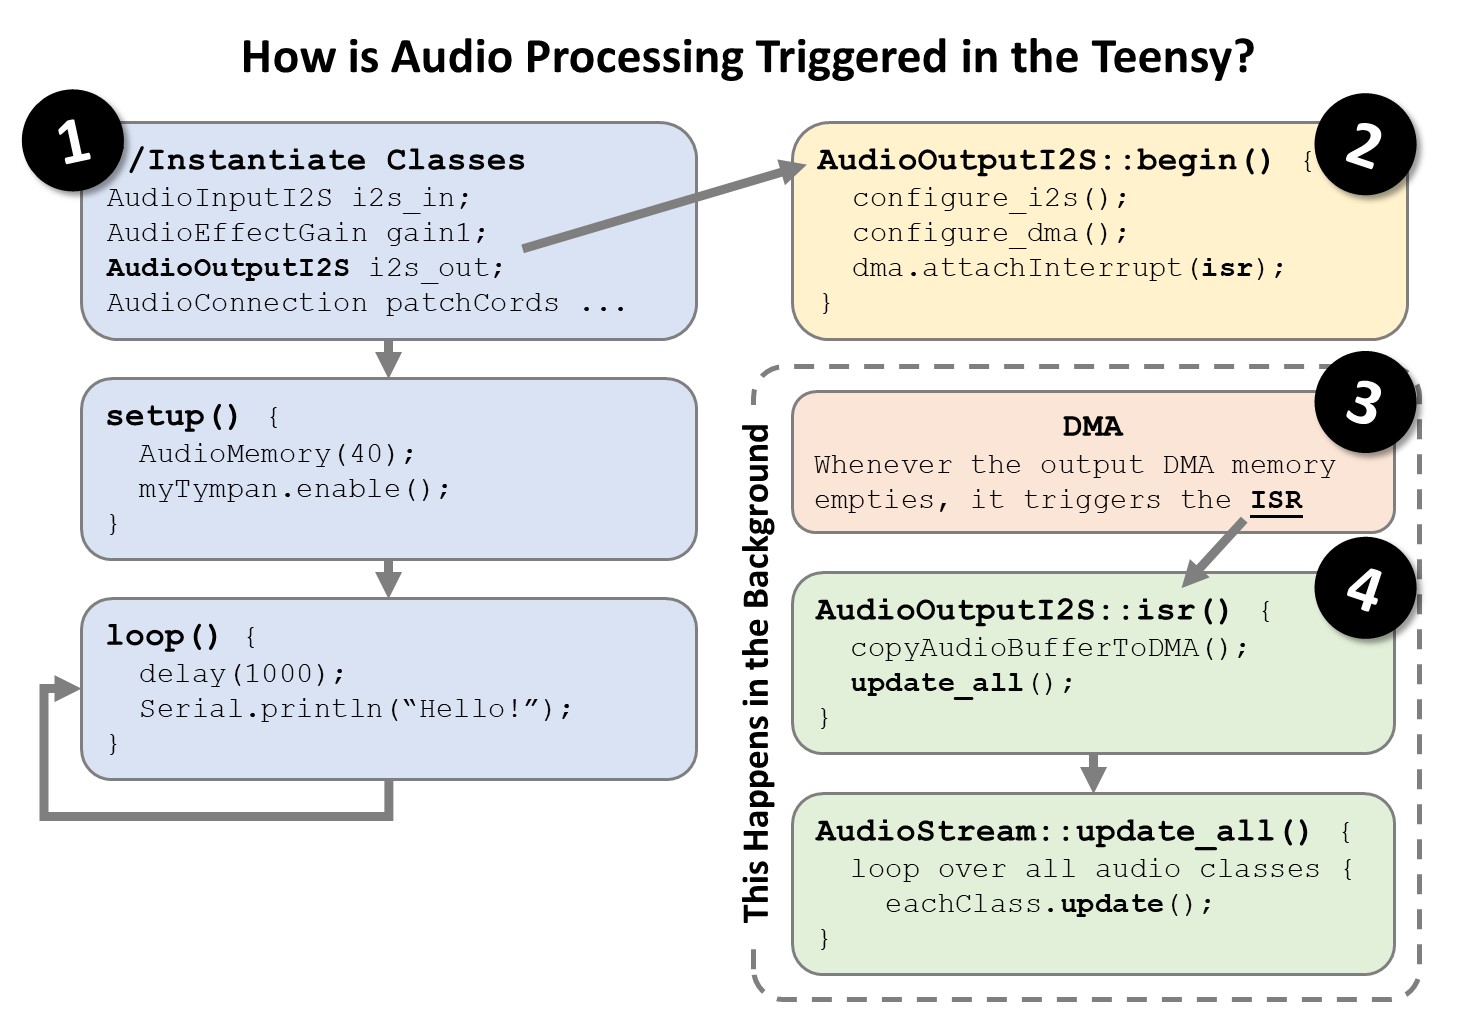 How is Audio Processing Triggered in the Teensy?
1
/Instantiate Classes
AudioInputI2S i2s_in;
AudioEffectGain gain1;
AudioOutputI2S i2s_out;
AudioConnection patchCords ...
setup() {
AudioMemory(40);
myTympan.enable();
}
loop() {
delay(1000);
Serial.println(“Hello!”);
}
2
AudioOutputI2S::begin() {
configure_i2s();
configure_dma();
dma.attachInterrupt(isr);
}
This Happens in the Background
3
DMA
Whenever the output DMA memory
empties, it triggers the ISR
4
AudioOutputI2S::isr() {
copyAudioBufferToDMA();
update_all();
}
AudioStream::update_all() {
loop over all audio classes {
eachClass.update();
}